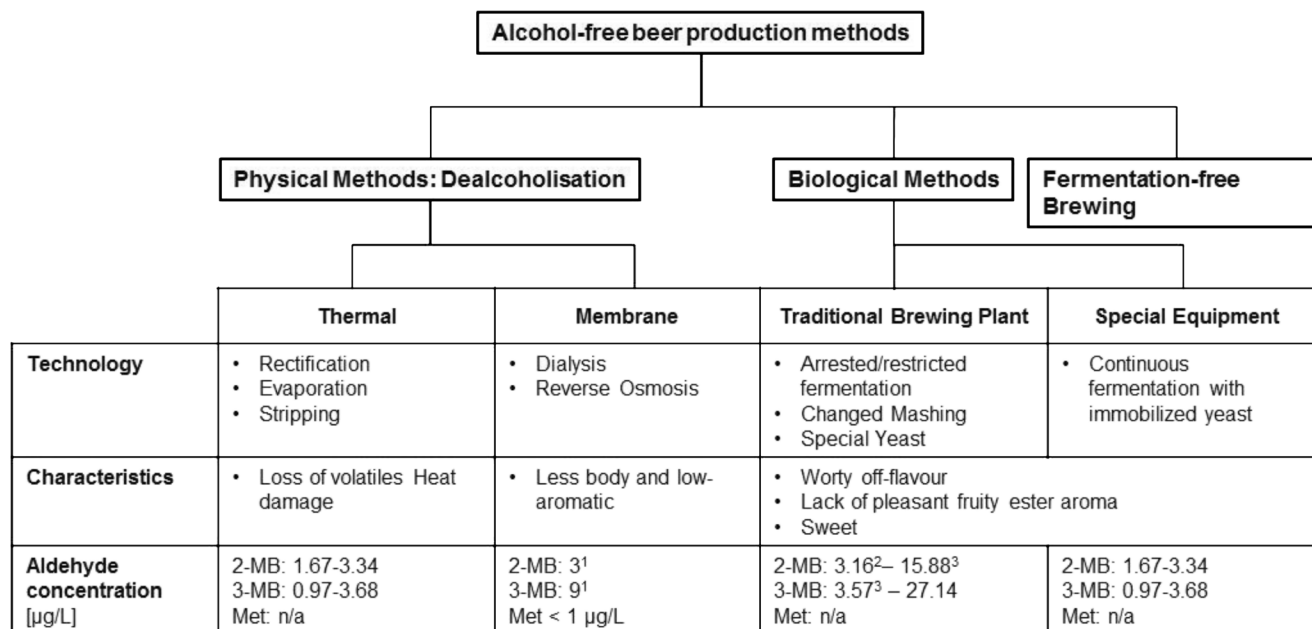 Alcohol-free beer production methods
Physical Methods: Dealcoholisation
Biological Methods
Fermentation-free
Brewing
Thermal
Membrane
Traditional Brewing Plant
Special Equipment
Technology
• Rectification
• Evaporation
• Stripping
• Dialysis
• Reverse Osmosis
• Arrested/restricted
fermentation
• Changed Mashing
• Special Yeast
• Continuous
fermentation with
immobilized yeast
Characteristics
• Loss of volatiles Heat
damage
• Less body and low-
aromatic
• Worty off-flavour
• Lack of pleasant fruity ester aroma
• Sweet
Aldehyde
concentration
[µg/L]
2-MB: 1.67-3.34
3-MB: 0.97-3.68
Met: n/a
2-MB: 3¹
3-MB: 9¹
Met < 1 µg/L
2-MB: 3.16²– 15.88³
3-MB: 3.57³ – 27.14
Met: n/a
2-MB: 1.67-3.34
3-MB: 0.97-3.68
Met: n/a